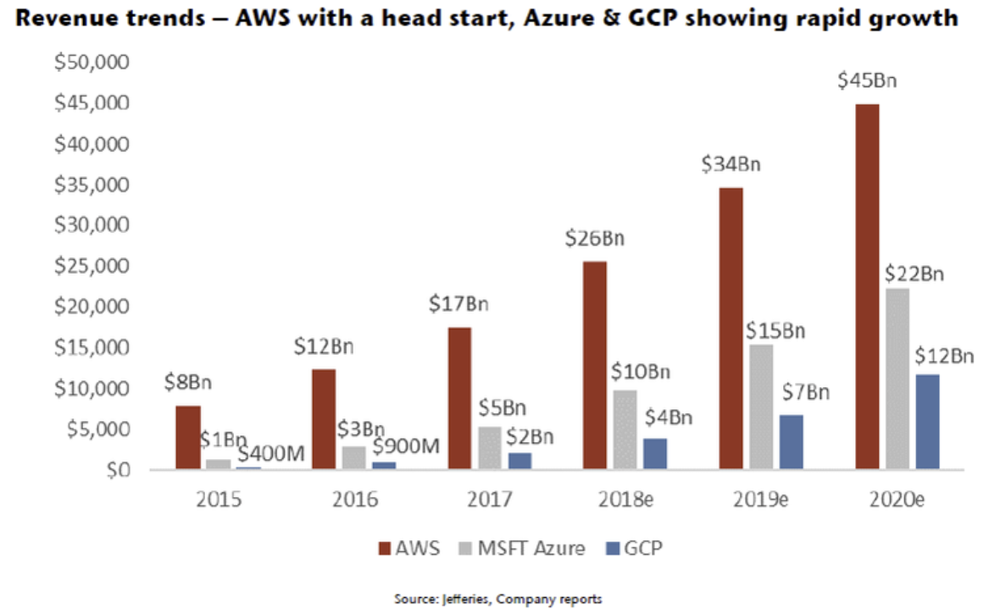 Revenue trends – AWS with a head start, Azure & GCP showing rapid growth
$50,000
$45,000
$40,000
$35,000
$30,000
$25,000
$20,000
$15,000
$10,000
$5,000
$0
$8Bn
$1Bn
$400M
$12Bn
$3Bn
$900M
$17Bn
$5Bn
$2Bn
$26Bn
$10Bn
$4Bn
$34Bn
$15Bn
$7Bn
$45Bn
$22Bn
$12Bn
2015 2016 2017 2018e 2019e 2020e
AWS MSFT Azure GCP
Source: Jefferies, Company reports